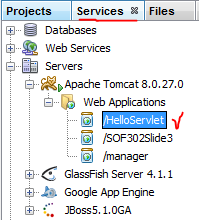 Projects Services Files
Databases
Web Services
Servers
Apache Tomcat 8.0.27.0
Web Applications
/HelloServlet
/SOF302Slide3
/manager
GlassFish Server 4.1.1
Google App Engine
JBoss5.1.0GA